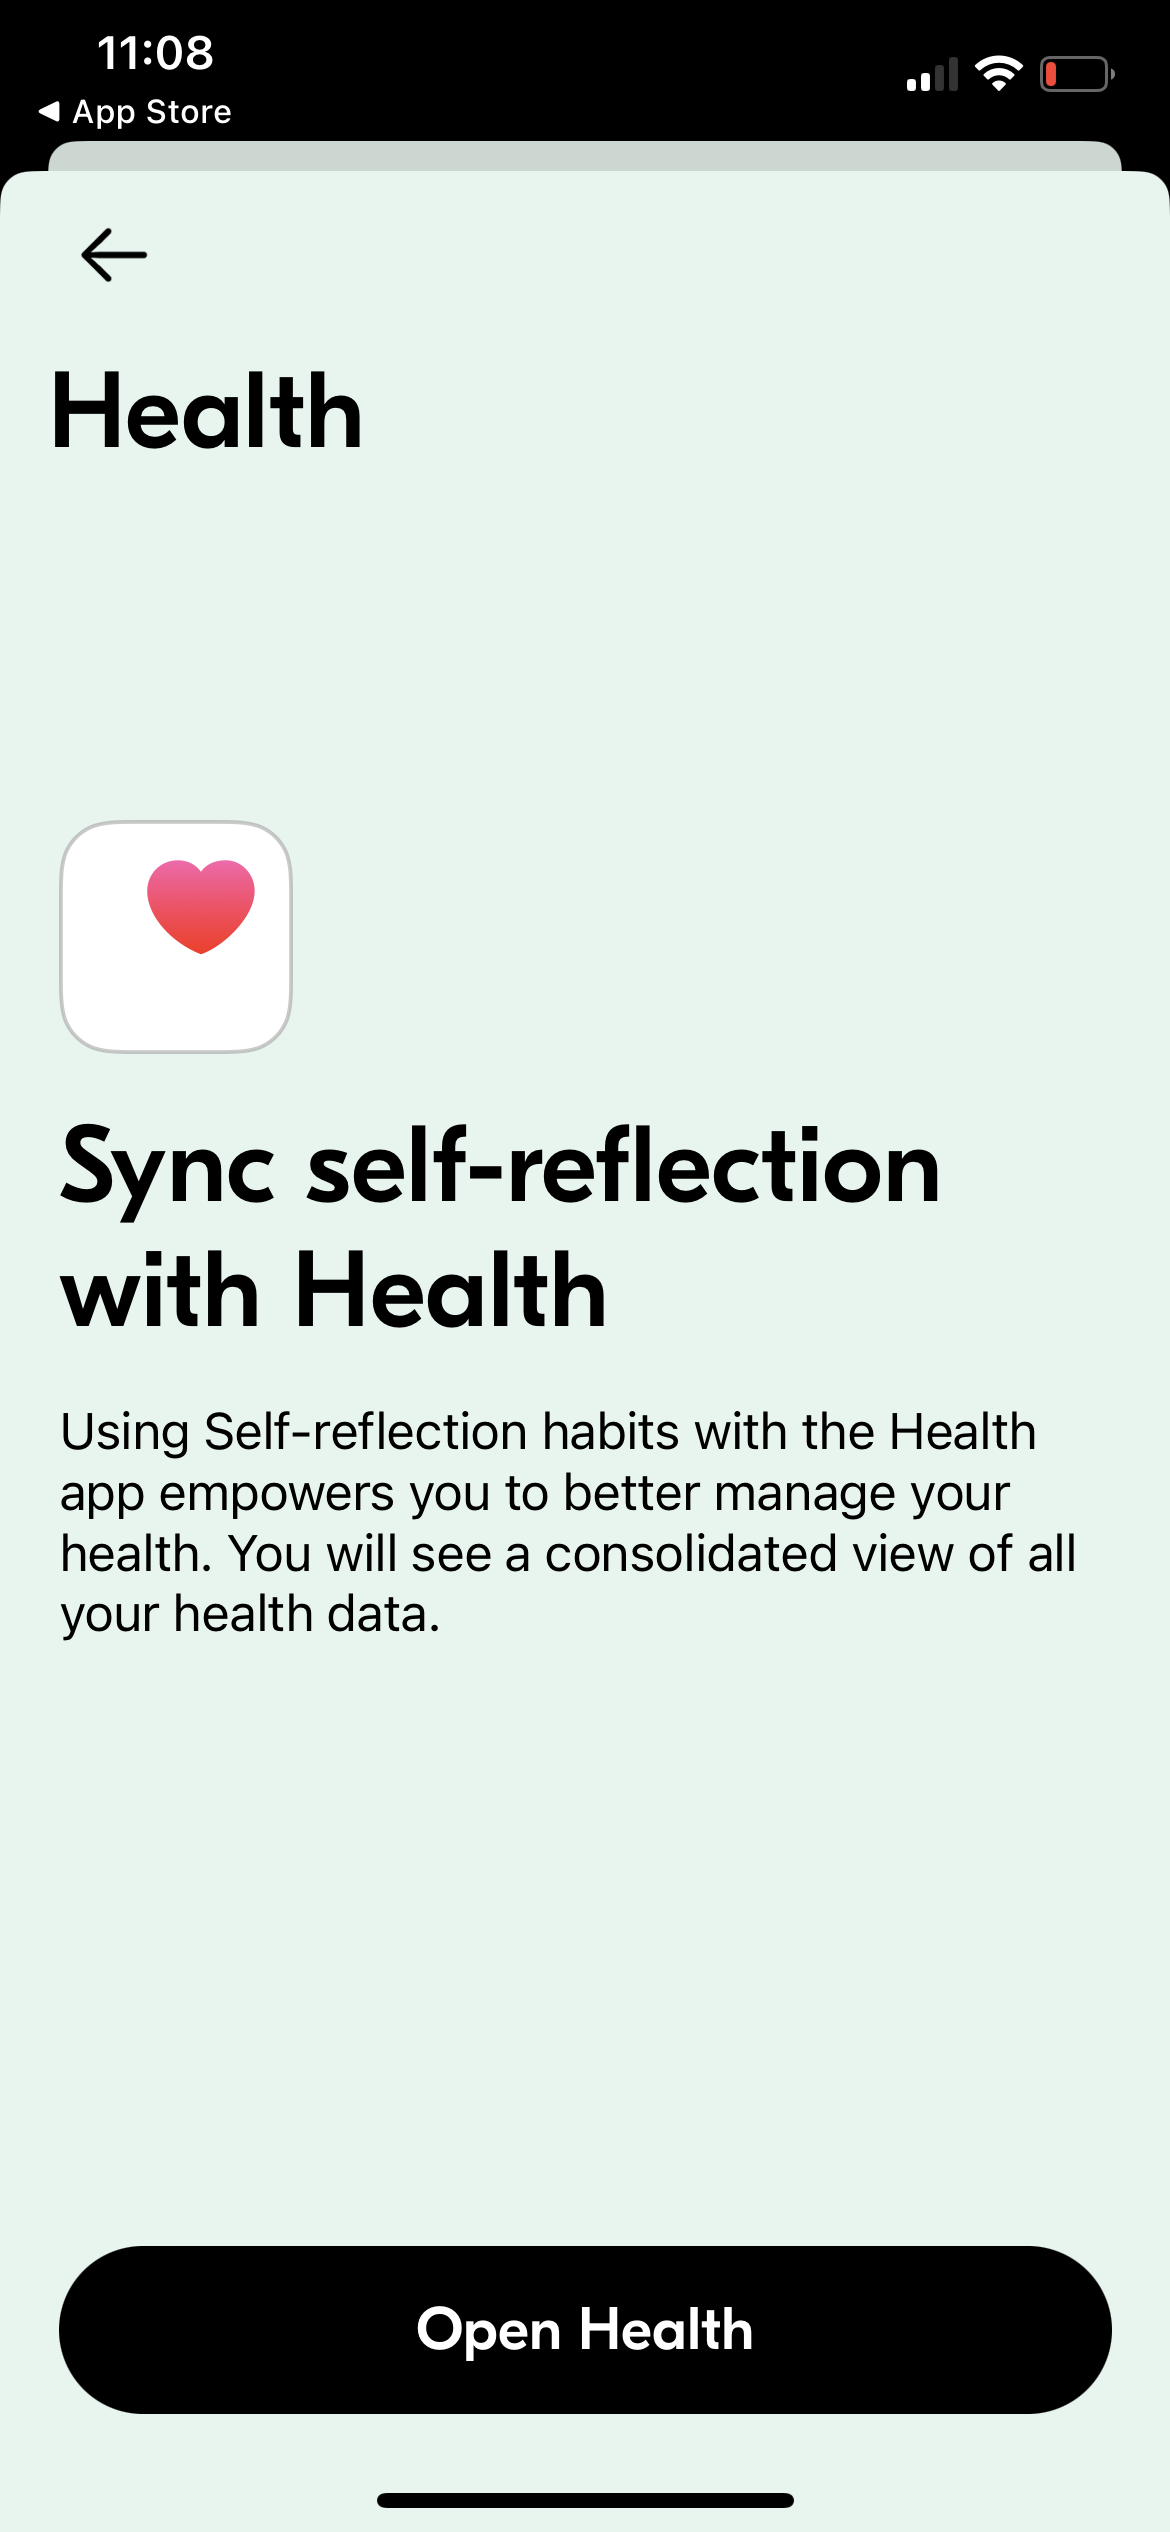 11:08
App Store
Health
Sync self-reflection
with Health
Using Self-reflection habits with the Health
app empowers you to better manage your
health. You will see a consolidated view of all
your health data.
Open Health